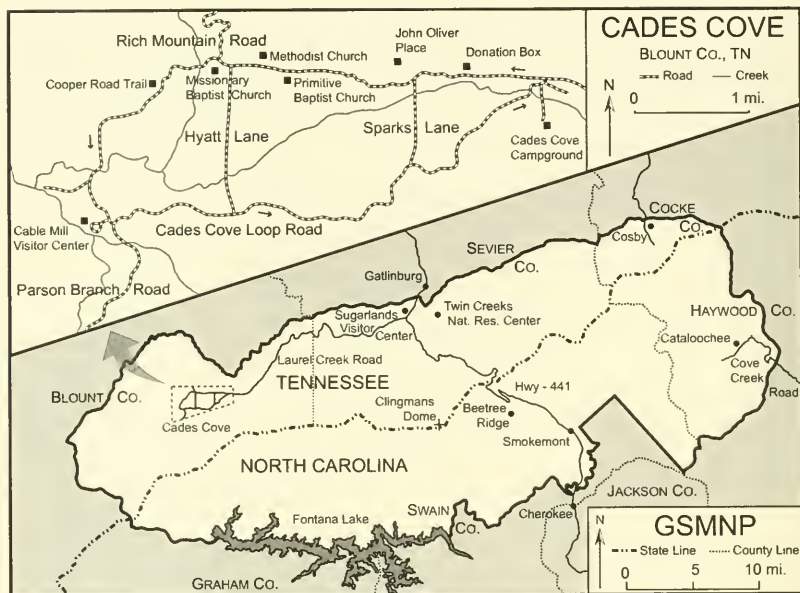 Rich Mountain Road
Methodist Church
John Oliver
Place
Donation Box
Cooper Road Trail
Missionary
Baptist Church
Primitive
Baptist Church
Hyatt Lane
Sparks Lane
Cades Cove
Campground
Cable Mill
Visitor Center
Cades Cove Loop Road
Parson Branch Road
CADES COVE
BLOUNT CO., TN
Road Creek
N
0 1 mi.
COCKE
CO.
Cosby
SEVIER
CO.
Gatlinburg
Sugarlands
Visitor
Center
Twin Creeks
Nat. Res. Center
HAYWOOD CO.
Cataloochee
Cove
Creek
Road
Laurel Creek Road
TENNESSEE
BLOUNT CO.
Cades Cove
Clingmans
Dome
Hwy - 441
Beetree
Ridge
Smokemont
NORTH CAROLINA
JACKSON CO.
Fontana Lake
SWAIN
CO.
Cherokee
GRAHAM CO.
N
GSMNP
State Line County Line
0 5 10 mi.